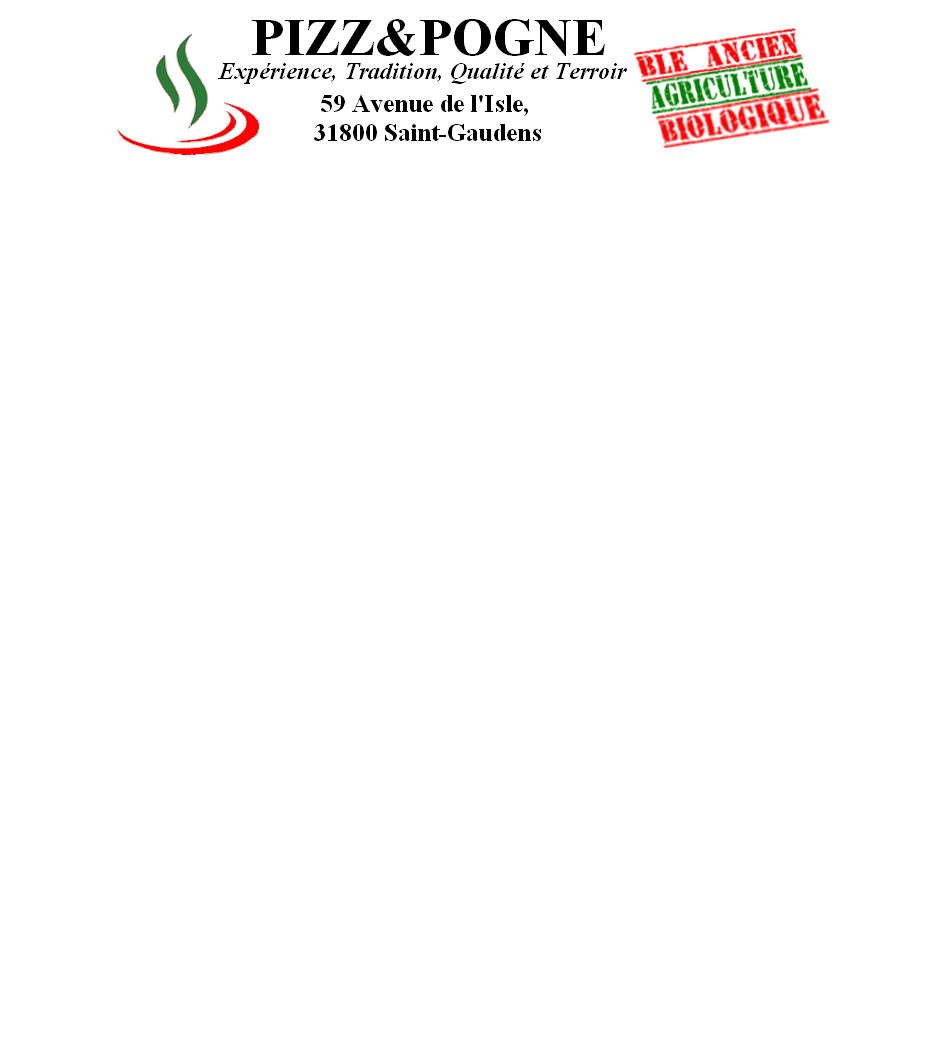 PIZZ&POGNE
Expérience, Tradition, Qualité et Terroir
59 Avenue de l'Isle,
31800 Saint-Gaudens
BLE ANCIEN
AGRICULTURE
BIOLOGIQUE